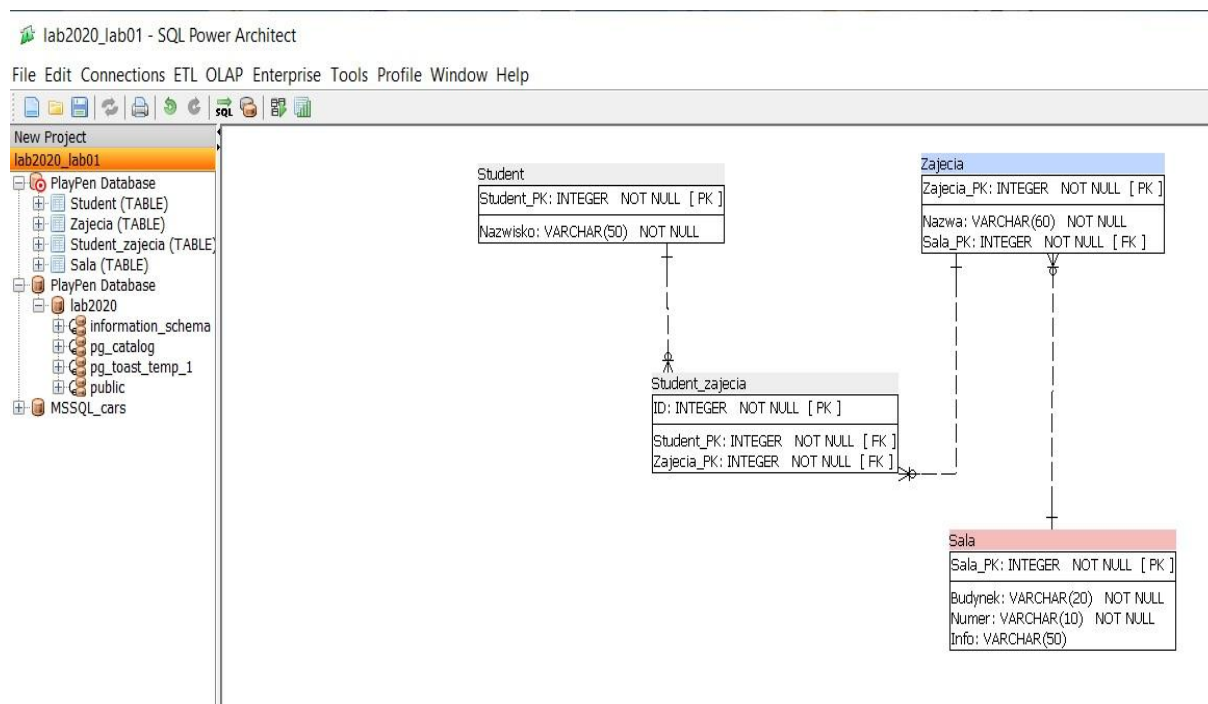 lab2020_lab01 - SQL Power Architect
File Edit Connections ETL OLAP Enterprise Tools Profile Window Help
SQL
New Project
lab2020_lab01
PlayPen Database
Student (TABLE)
Zajecia (TABLE)
Student_zajecia (TABLE)
Sala (TABLE)
PlayPen Database
lab2020
information_schema
pg_catalog
pg_toast_temp_1
public
MSSQL_cars
Student
Student_PK: INTEGER NOT NULL [ PK ]
Nazwisko: VARCHAR(50) NOT NULL
Zajecia
Zajecia_PK: INTEGER NOT NULL [ PK ]
Nazwa: VARCHAR(60) NOT NULL
Sala_PK: INTEGER NOT NULL [ FK ]
Student_zajecia
ID: INTEGER NOT NULL [ PK ]
Student_PK: INTEGER NOT NULL [ FK ]
Zajecia_PK: INTEGER NOT NULL [ FK ]
Sala
Sala_PK: INTEGER NOT NULL [ PK ]
Budynek: VARCHAR(20) NOT NULL
Numer: VARCHAR(10) NOT NULL
Info: VARCHAR(50)